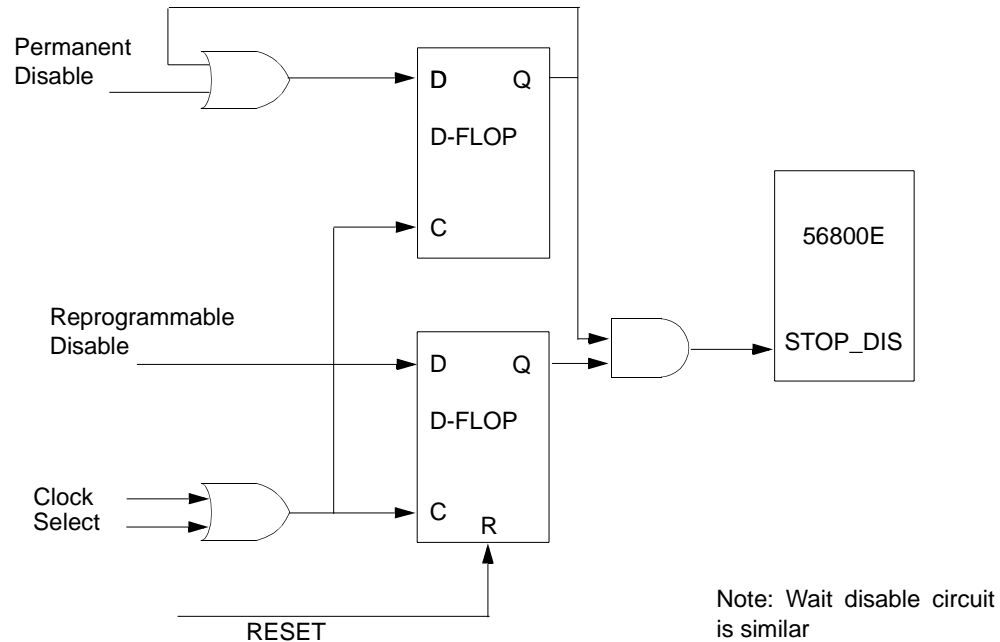 Permanent
Disable
D
Q
D-FLOP
C
56800E
STOP_DIS
Reprogrammable
Disable
D
Q
D-FLOP
Clock
Select
C
R
RESET
Note: Wait disable circuit
is similar